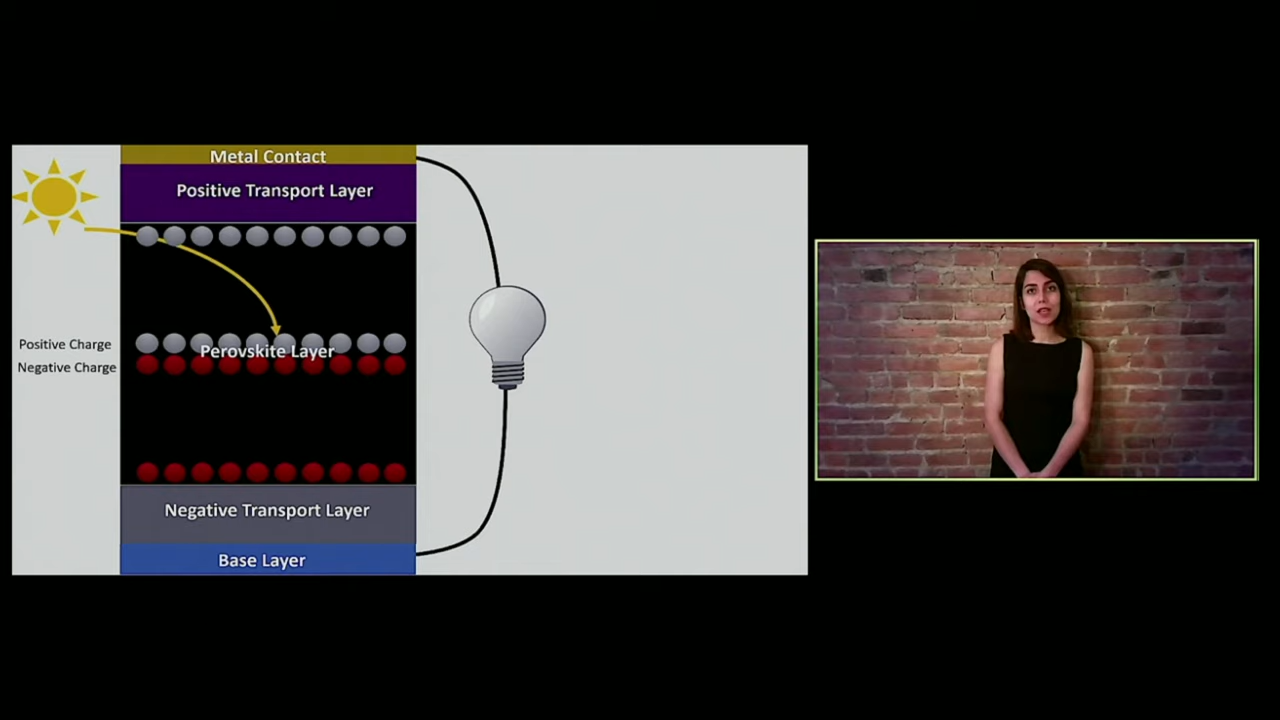 Metal Contact
Positive Transport Layer
Positive Charge
Perovskite Layer
Negative Charge
Negative Transport Layer
Base Layer